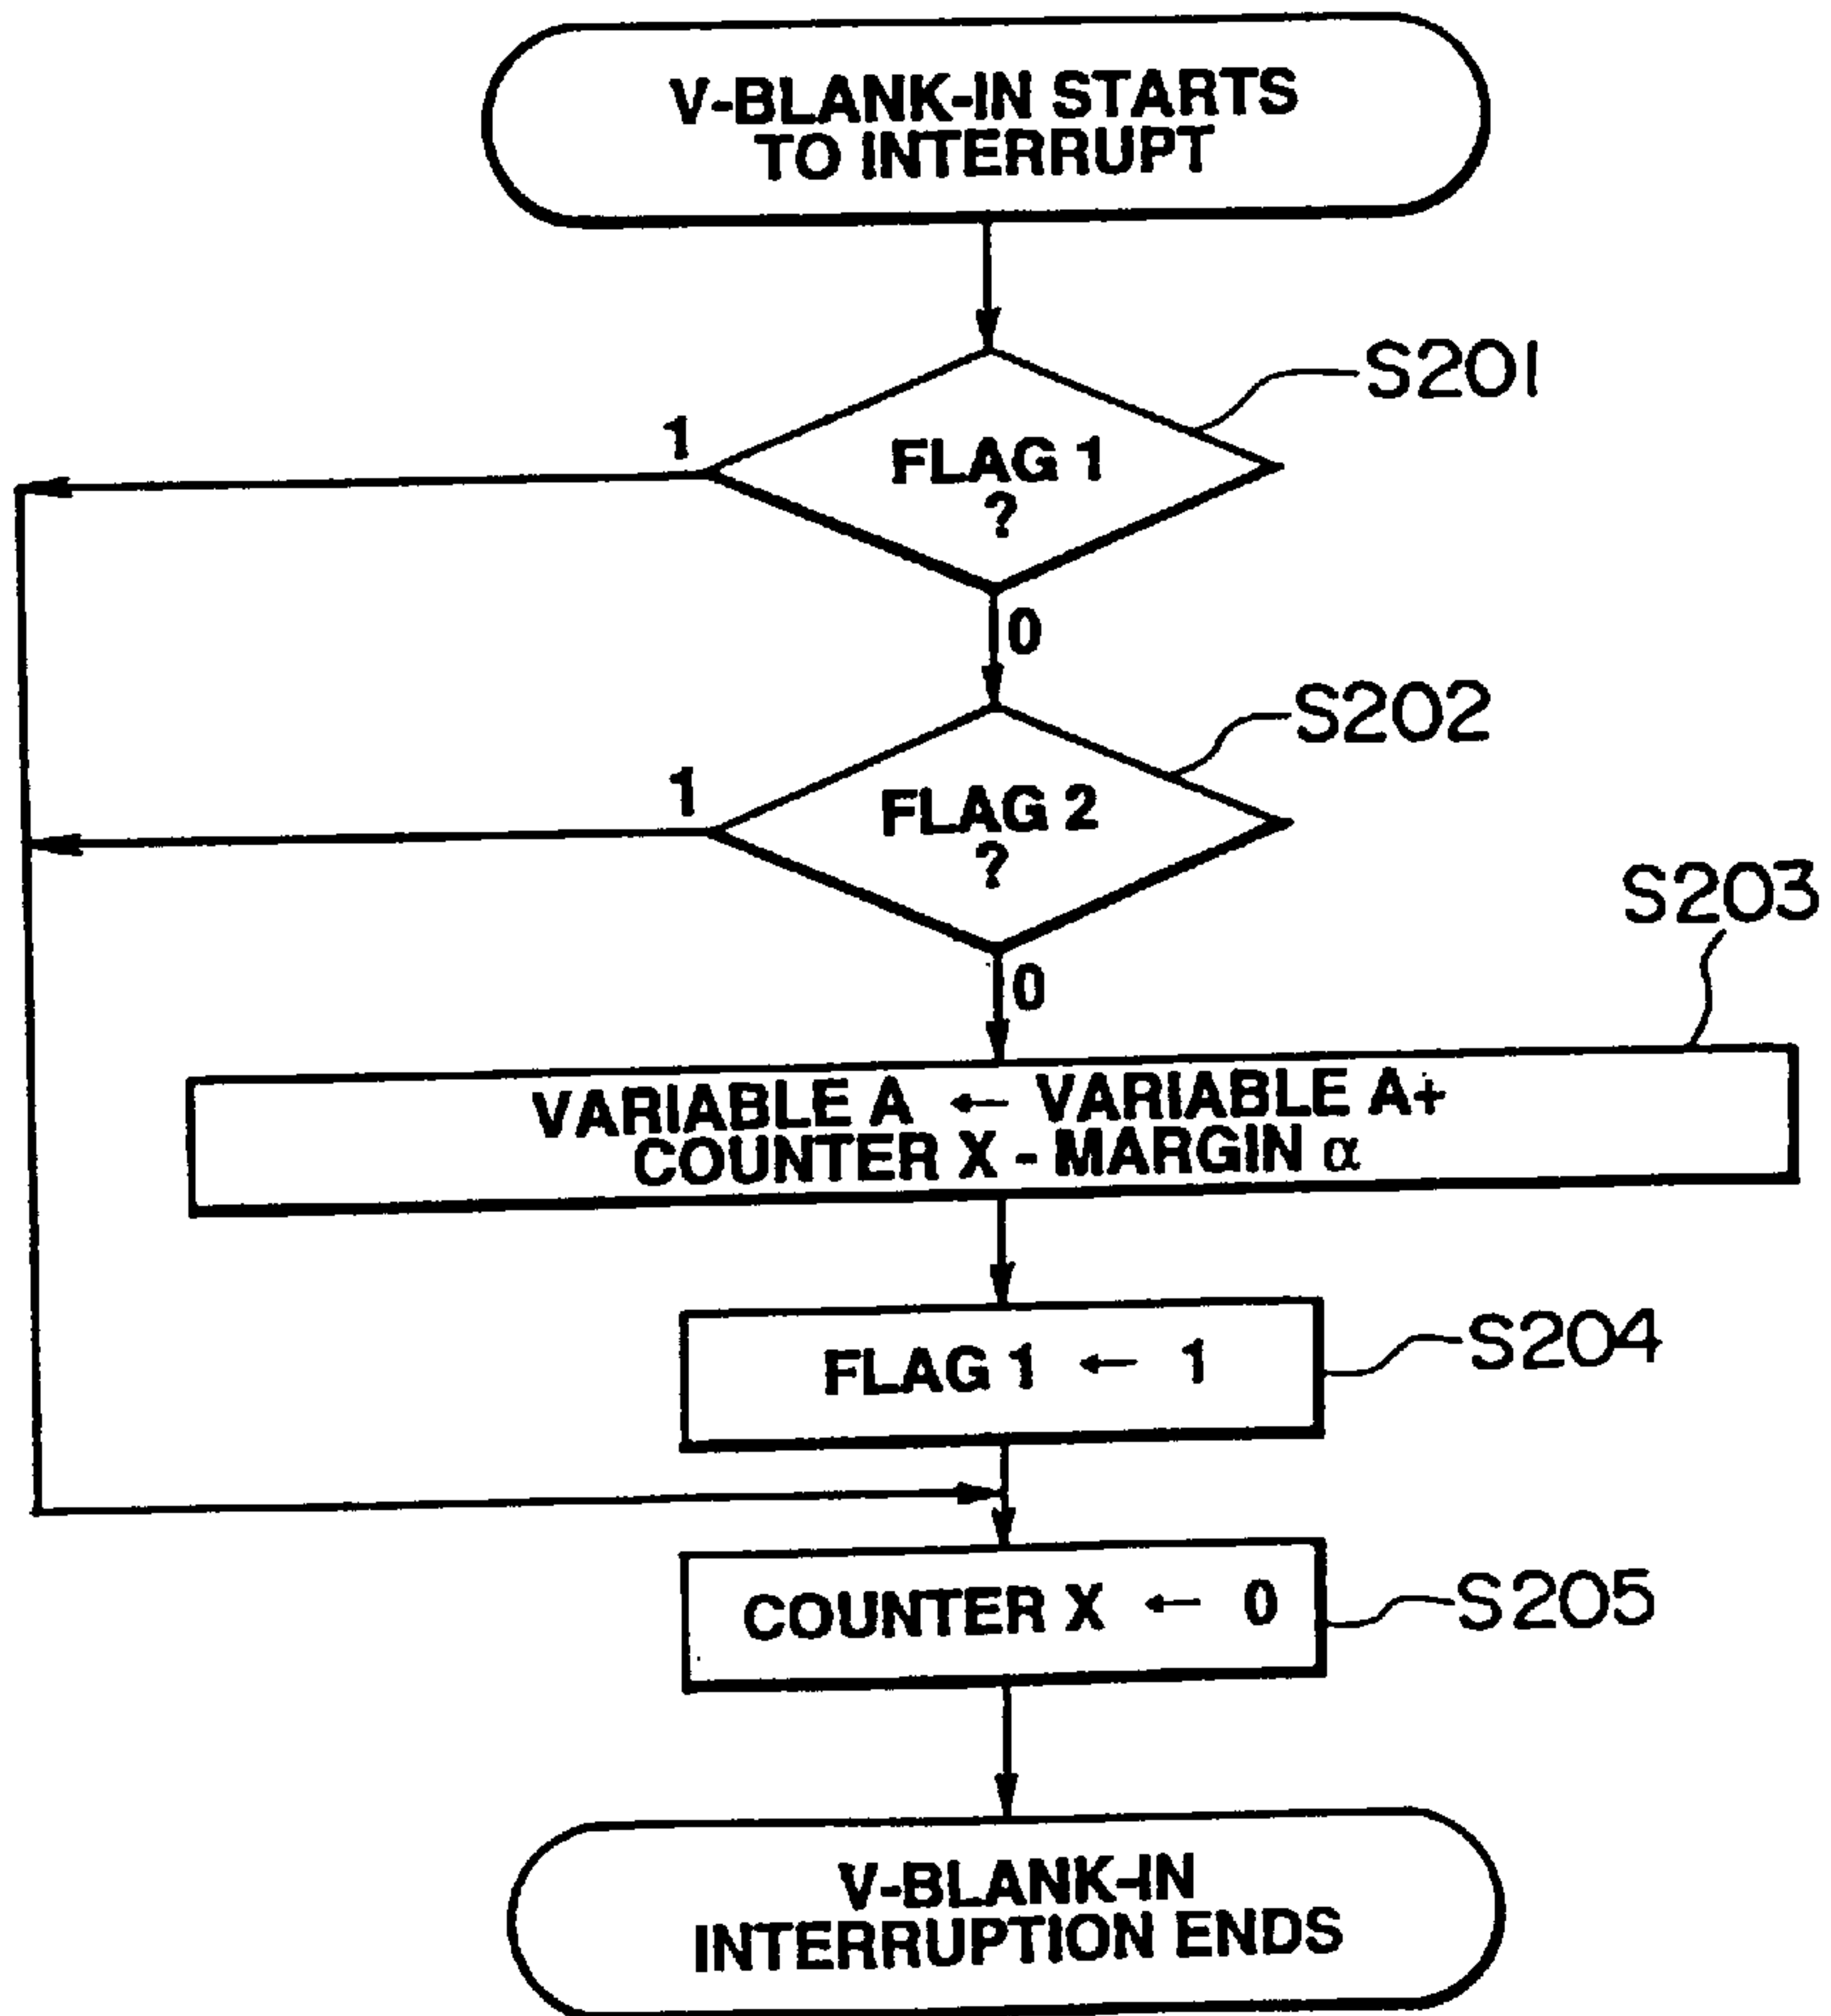 V-BLANK-IN STARTS
TO INTERRUPT
S201
1
FLAG 1
?
0
S202
1
FLAG 2
?
0
S203
VARIABLE A ← VARIABLE A+
COUNTER X - MARGIN α
FLAG 1 ← 1
S204
COUNTER X ← 0
S205
V-BLANK-IN
INTERRUPTION ENDS